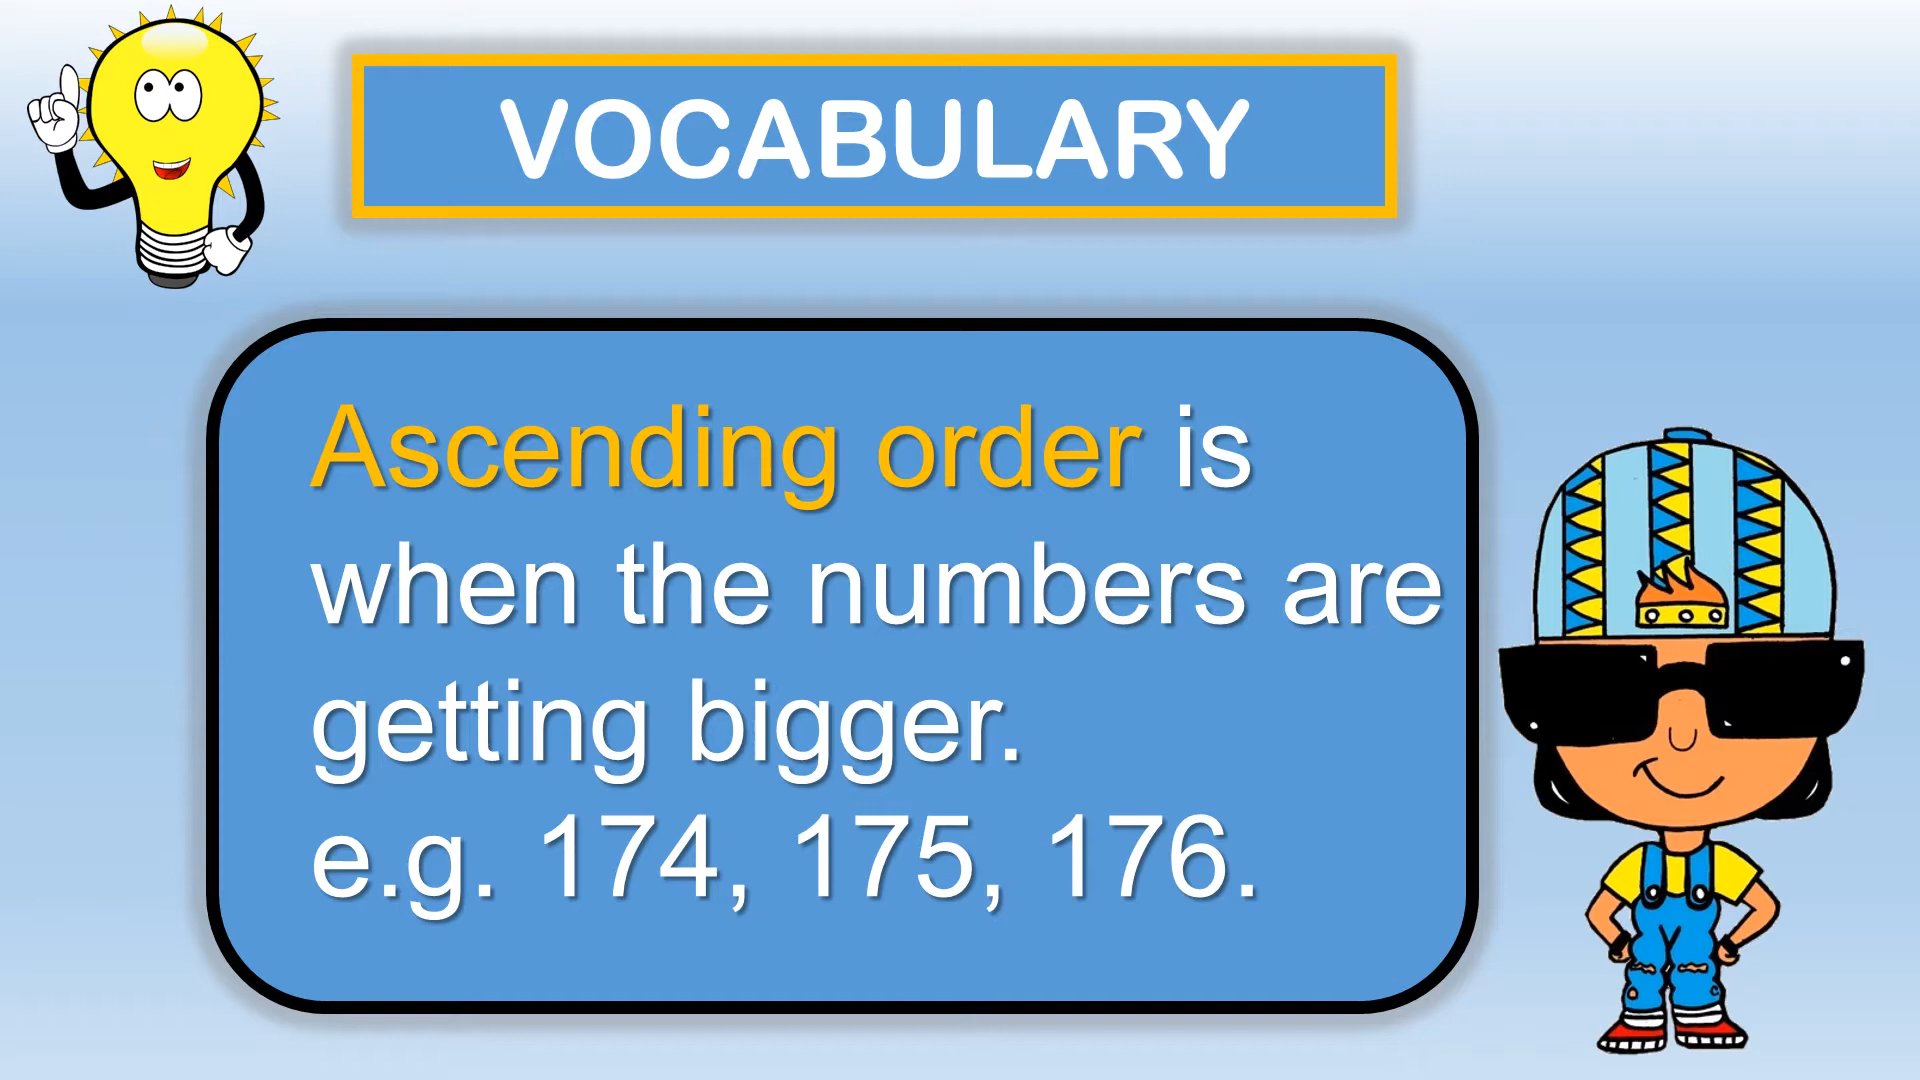 VOCABULARY
Ascending order is
when the numbers are
getting bigger.
e.g. 174, 175, 176.